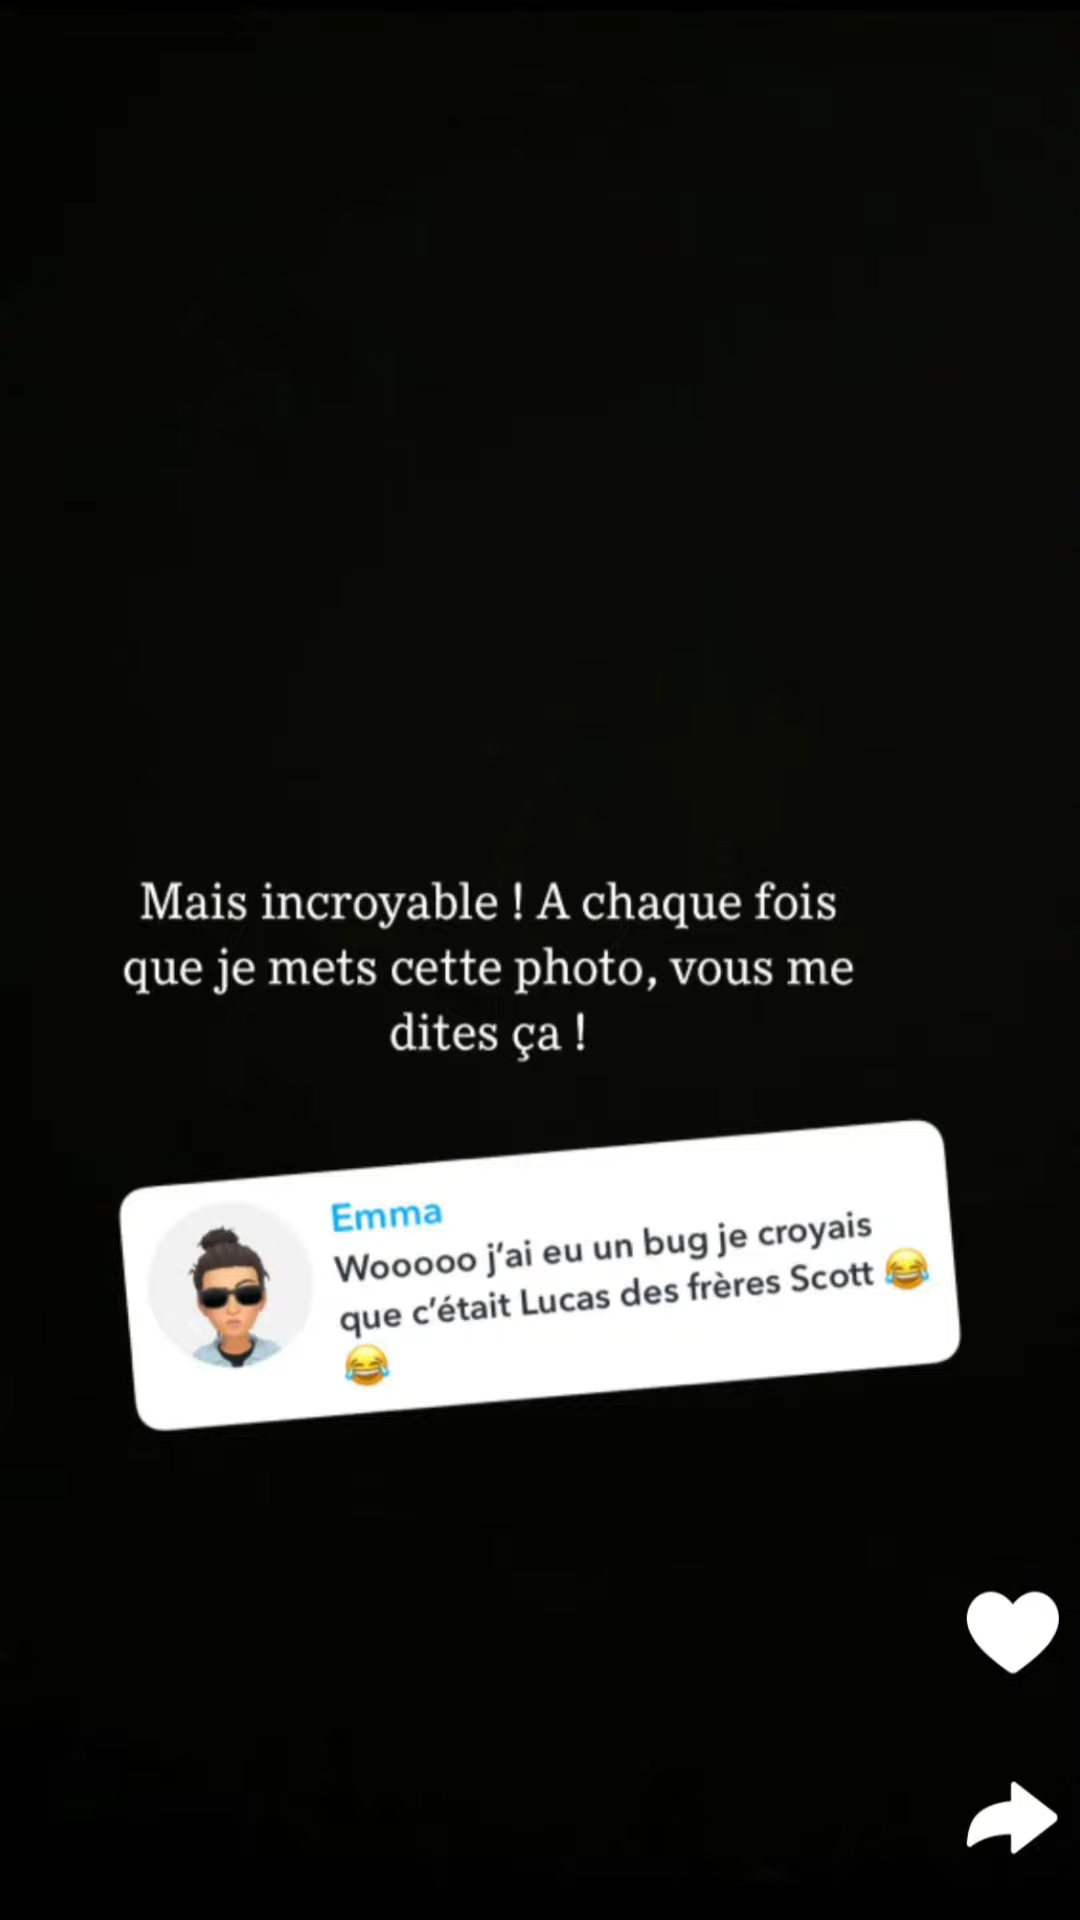 Mais incroyable ! A chaque fois
que je mets cette photo, vous me
dites ça !
Emma
Wooooo j'ai eu un bug je croyais
que c'était Lucas des frères Scott 😂
😂